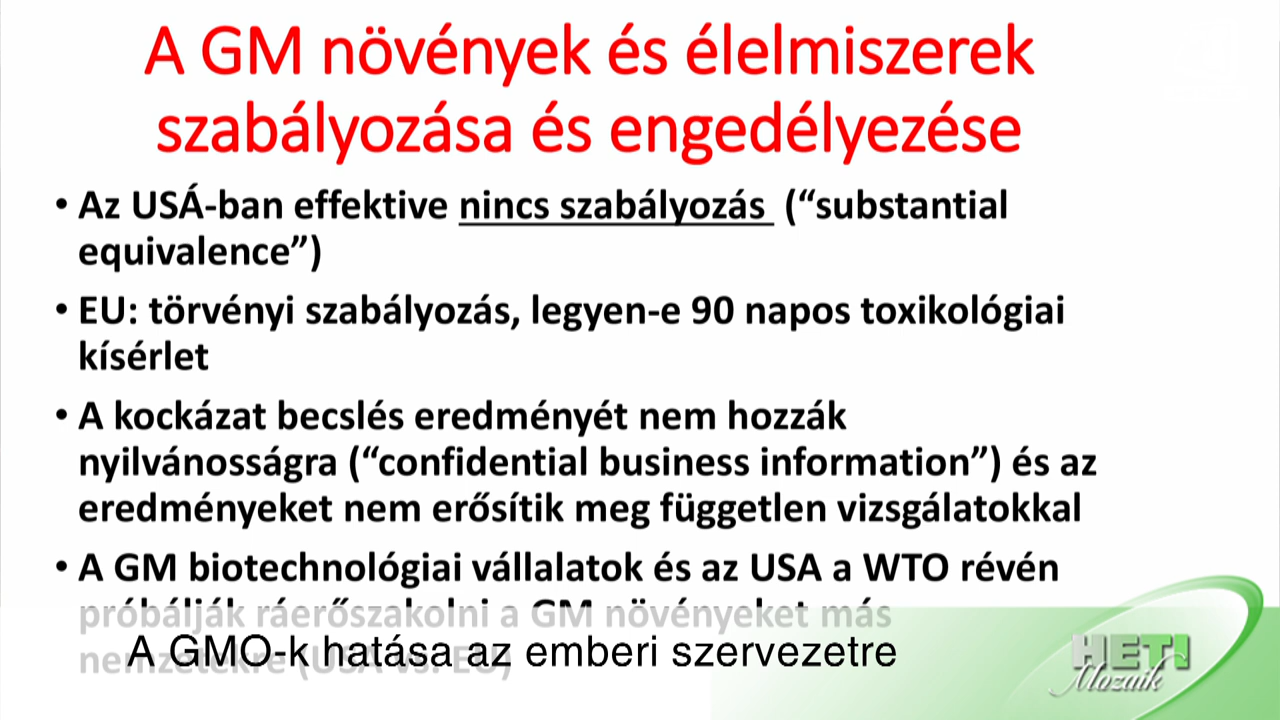 A GM növények és élelmiszerek
szabályozása és engedélyezése
• Az USÁ-ban effektive nincs szabályozás (“substantial
equivalence”)
• EU: törvényi szabályozás, legyen-e 90 napos toxikológiai
kísérlet
• A kockázat becslés eredményét nem hozzák
nyilvánosságra (“confidential business information”) és az
eredményeket nem erősítik meg független vizsgálatokkal
• A GM biotechnológiai vállalatok és az USA a WTO révén
próbálják ráerőszakolni a GM növényeket más
nemzetekre (USA vs. EU)
A GMO-k hatása az emberi szervezetre
HETI
Mozaik